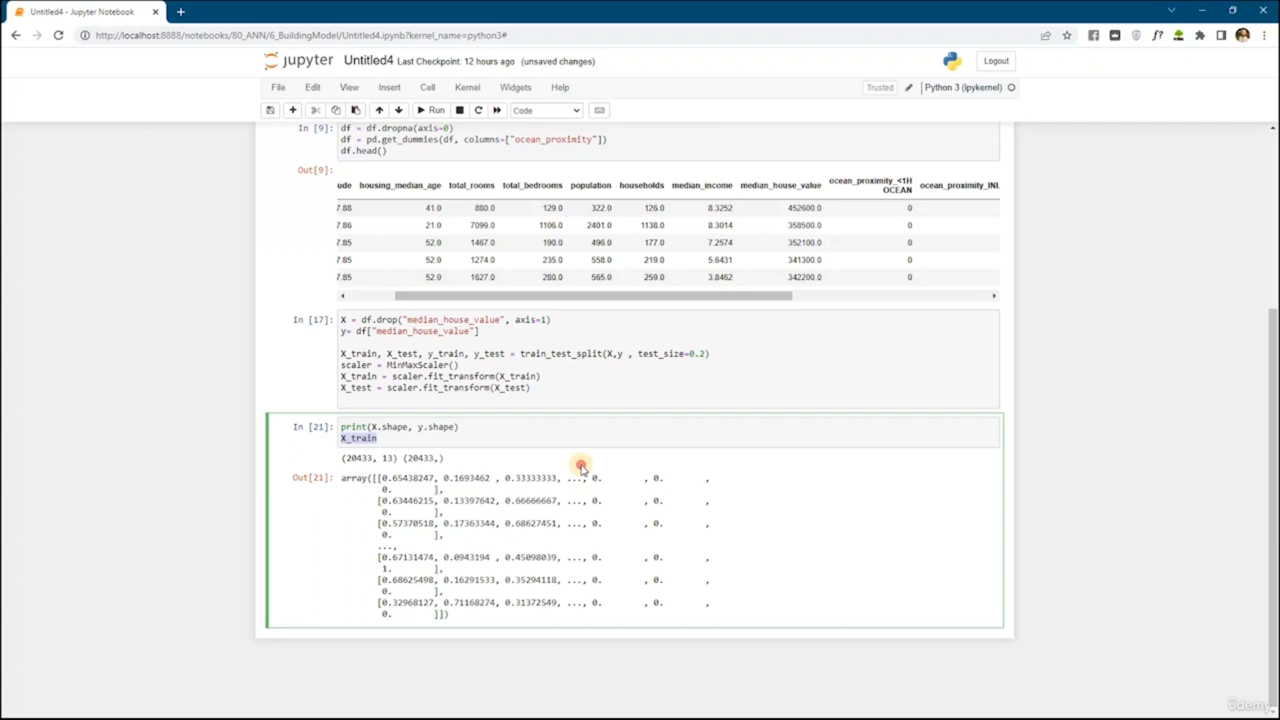 Untitled4 - Jupyter Notebook
http://localhost:8888/notebooks/80_ANN/6_BuildingModel/Untitled4.ipynb?kernel_name=python3#
jupyter Untitled4 Last Checkpoint: 12 hours ago (unsaved changes)
Logout
File Edit View Insert Cell Kernel Widgets Help
Trusted
Python 3 (ipykernel)
Run
Code
In [9]: df = df.dropna(axis=0)
df = pd.get_dummies(df, columns=["ocean_proximity"])
df.head()
Out[9]:
ude housing_median_age total_rooms total_bedrooms population households median_income median_house_value ocean_proximity_<1H OCEAN ocean_proximity_INL
7.88 41.0 880.0 129.0 322.0 126.0 8.3252 452600.0 0
7.86 21.0 7099.0 1106.0 2401.0 1138.0 8.3014 358500.0 0
7.85 52.0 1467.0 190.0 496.0 177.0 7.2574 352100.0 0
7.85 52.0 1274.0 235.0 558.0 219.0 5.6431 341300.0 0
7.85 52.0 1627.0 280.0 565.0 259.0 3.8462 342200.0 0
In [17]: X = df.drop("median_house_value", axis=1)
y= df["median_house_value"]
X_train, X_test, y_train, y_test = train_test_split(X,y , test_size=0.2)
scaler = MinMaxScaler()
X_train = scaler.fit_transform(X_train)
X_test = scaler.fit_transform(X_test)
In [21]: print(X.shape, y.shape)
X_train
(20433, 13) (20433,)
Out[21]: array([[0.65438247, 0.1693462 , 0.33333333, ..., 0. , 0. ,
0. ],
[0.63446215, 0.13397642, 0.66666667, ..., 0. , 0. ,
0. ],
[0.57370518, 0.17363344, 0.68627451, ..., 0. , 0. ,
0. ],
...,
[0.67131474, 0.0943194 , 0.45098039, ..., 0. , 0. ,
1. ],
[0.68625498, 0.16291533, 0.35294118, ..., 0. , 0. ,
0. ],
[0.32968127, 0.71168274, 0.31372549, ..., 0. , 0. ,
0. ]])
Udemy